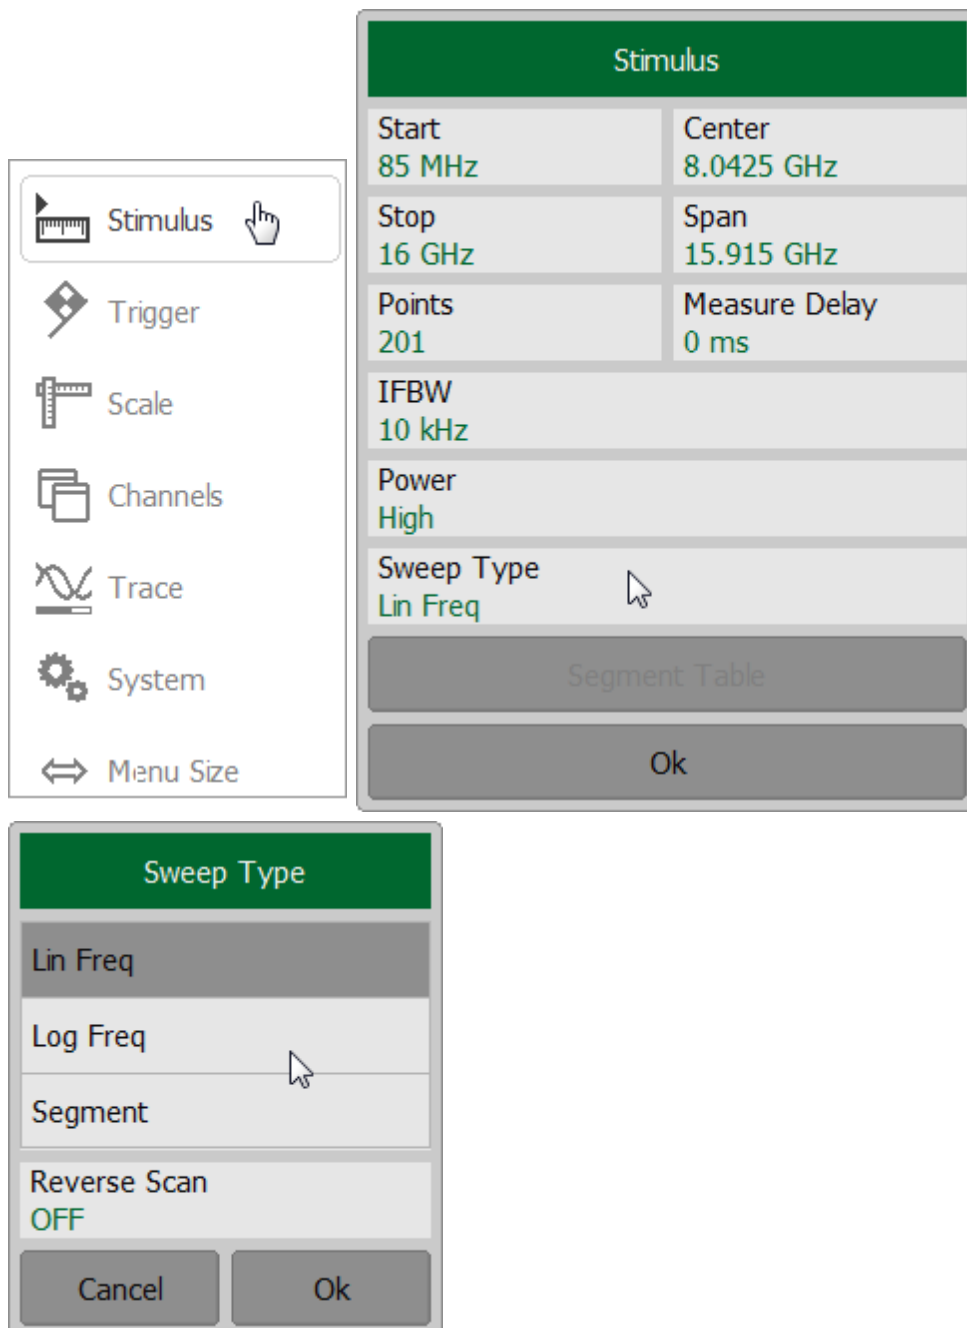 Stimulus
Trigger
Scale
Channels
Trace
System
Menu Size
Stimulus
Start
85 MHz
Center
8.0425 GHz
Stop
16 GHz
Span
15.915 GHz
Points
201
Measure Delay
0 ms
IFBW
10 kHz
Power
High
Sweep Type
Lin Freq
Segment Table
Ok
Sweep Type
Lin Freq
Log Freq
Segment
Reverse Scan
OFF
Cancel
Ok